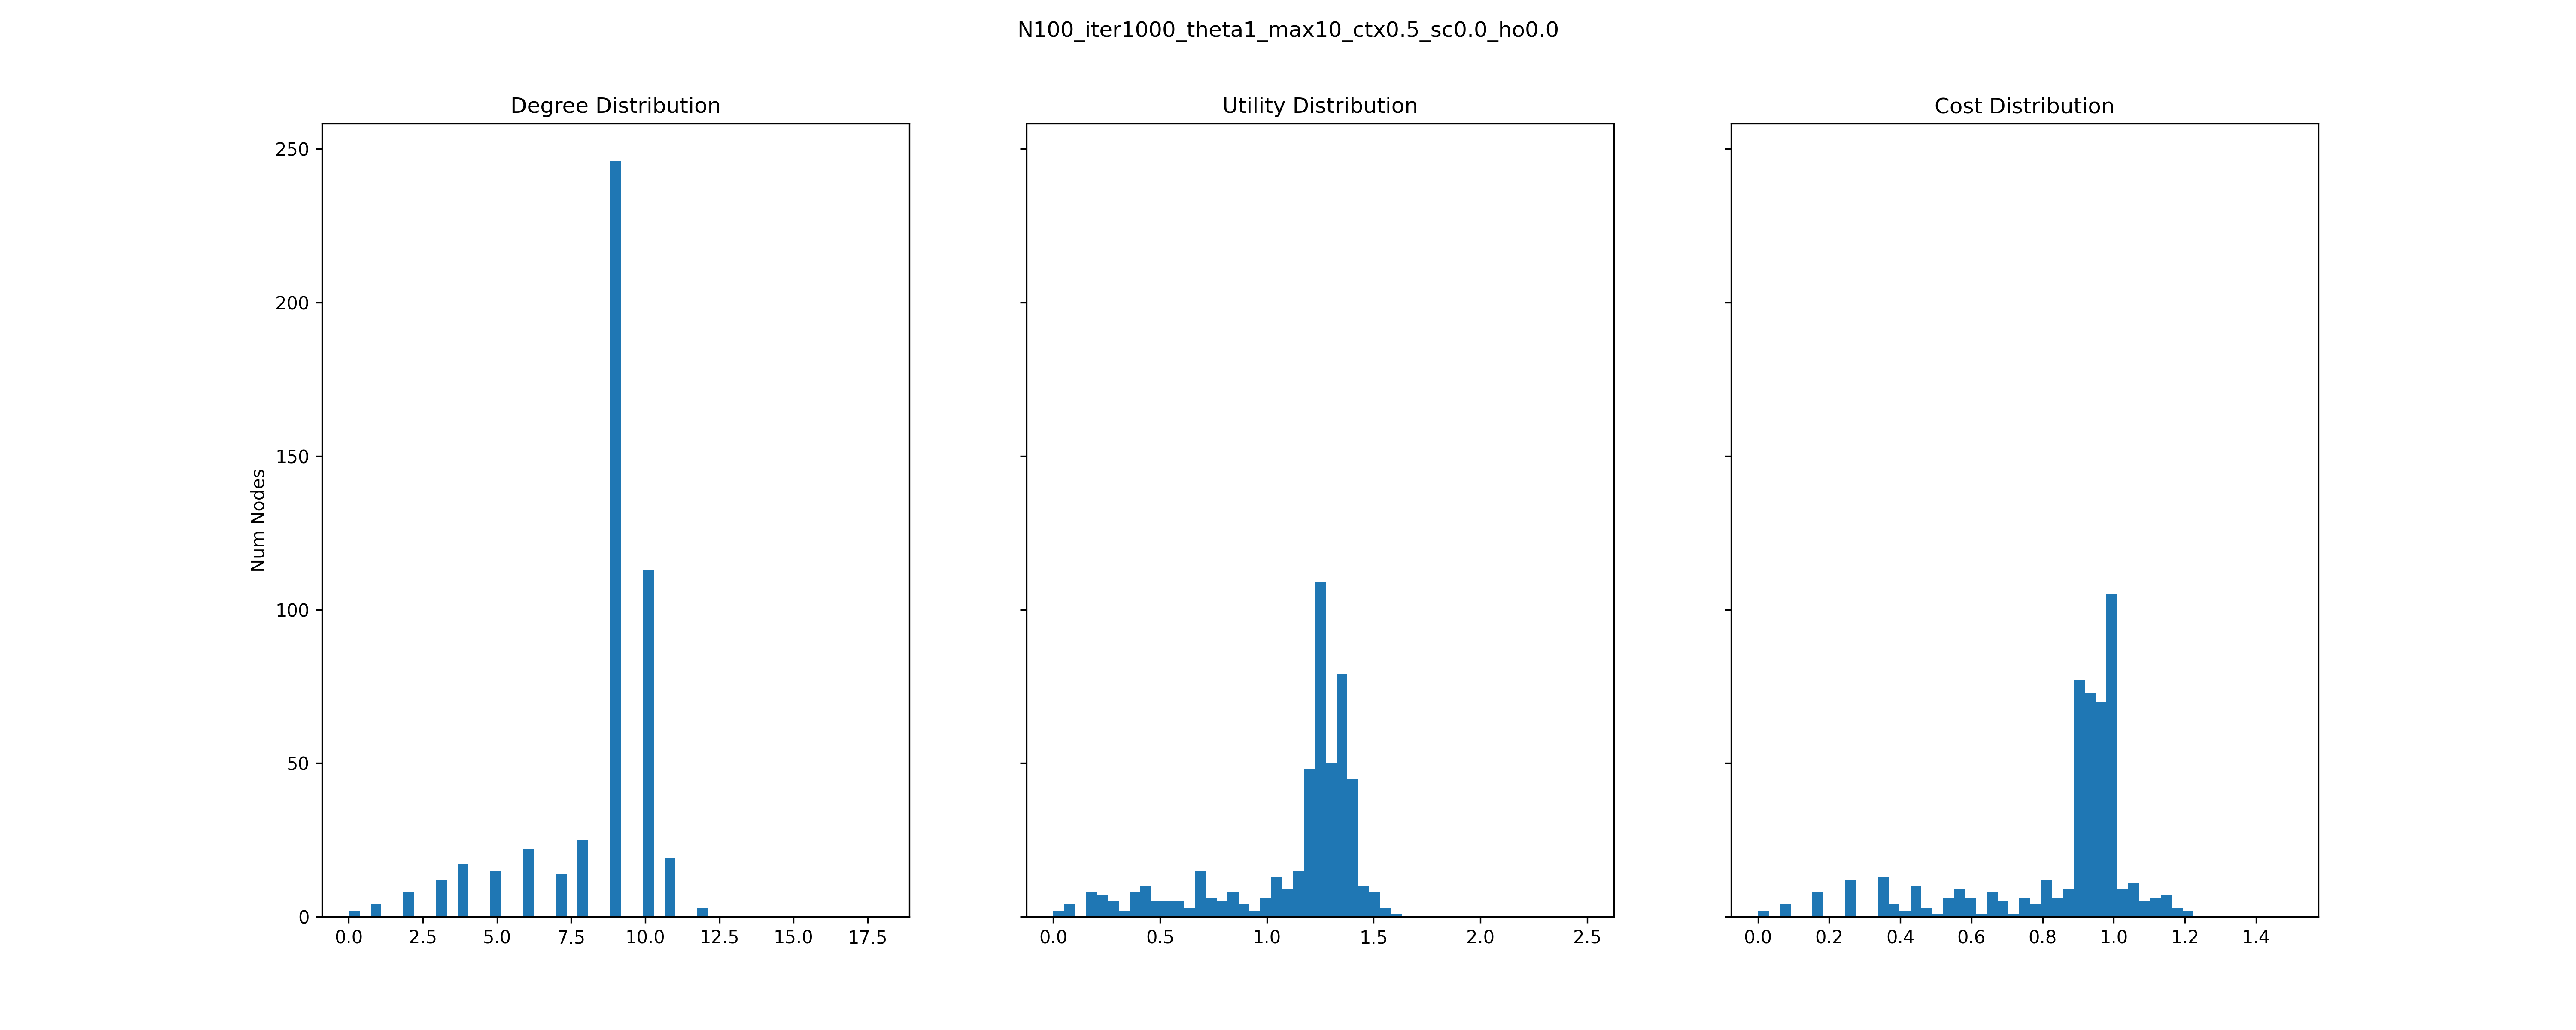 N100_iter1000_theta1_max10_ctx0.5_sc0.0_ho0.0
Degree Distribution
Utility Distribution
Cost Distribution
Num Nodes
250
200
150
100
50
0
0.0 2.5 5.0 7.5 10.0 12.5 15.0 17.5
0.0 0.5 1.0 1.5 2.0 2.5
0.0 0.2 0.4 0.6 0.8 1.0 1.2 1.4